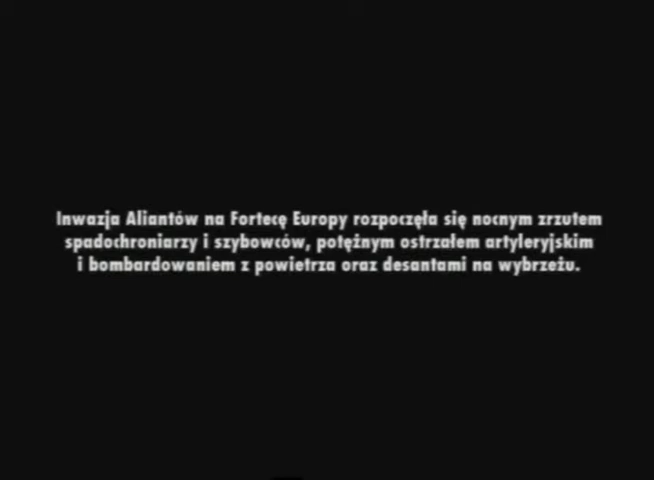 Inwazja Aliantów na Fortecę Europy rozpoczęła się nocnym zrzutem
spadochroniarzy i szybowców, potężnym ostrzałem artyleryjskim
i bombardowaniem z powietrza oraz desantami na wybrzeżu.